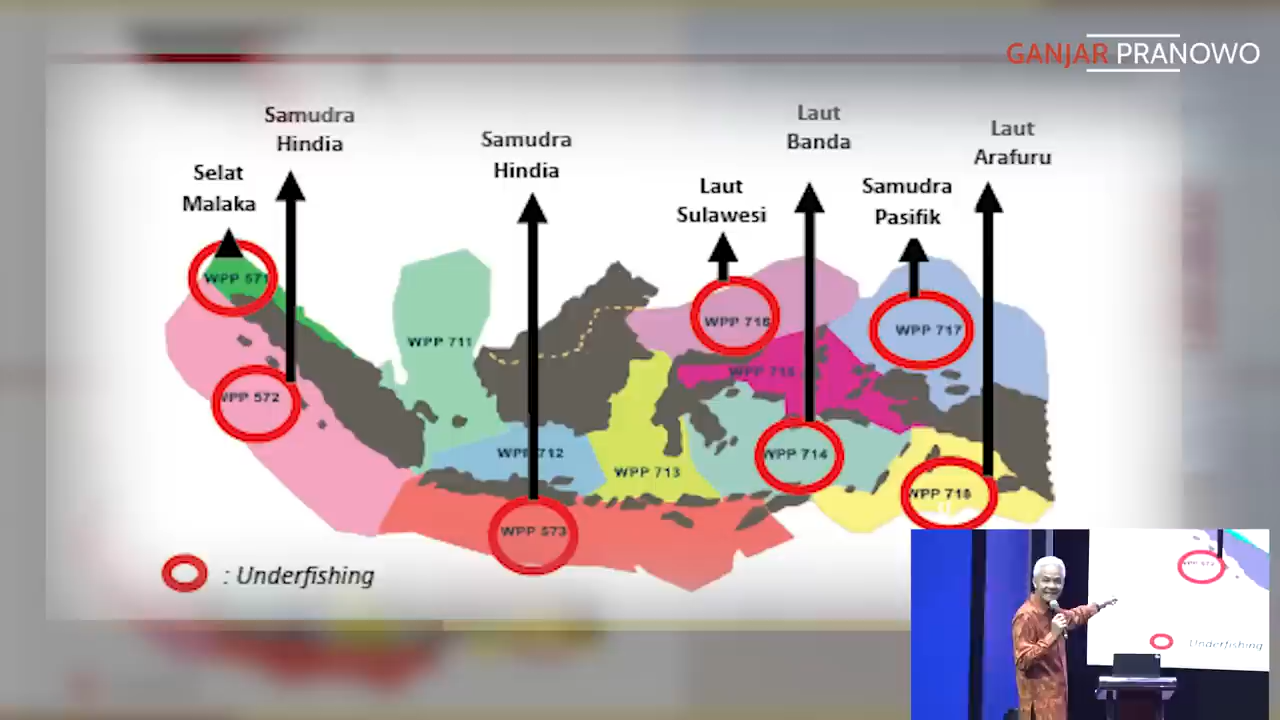 GANJAR PRANOWO
Samudra
Hindia
Laut
Banda
Laut
Arafuru
Samudra
Hindia
Selat
Malaka
Laut
Sulawesi
Samudra
Pasifik
WPP 571
WPP 716
WPP 717
WPP 711
WPP 715
WPP 572
WPP 712
WPP 714
WPP 713
WPP 718
WPP 573
: Underfishing
Underfishing